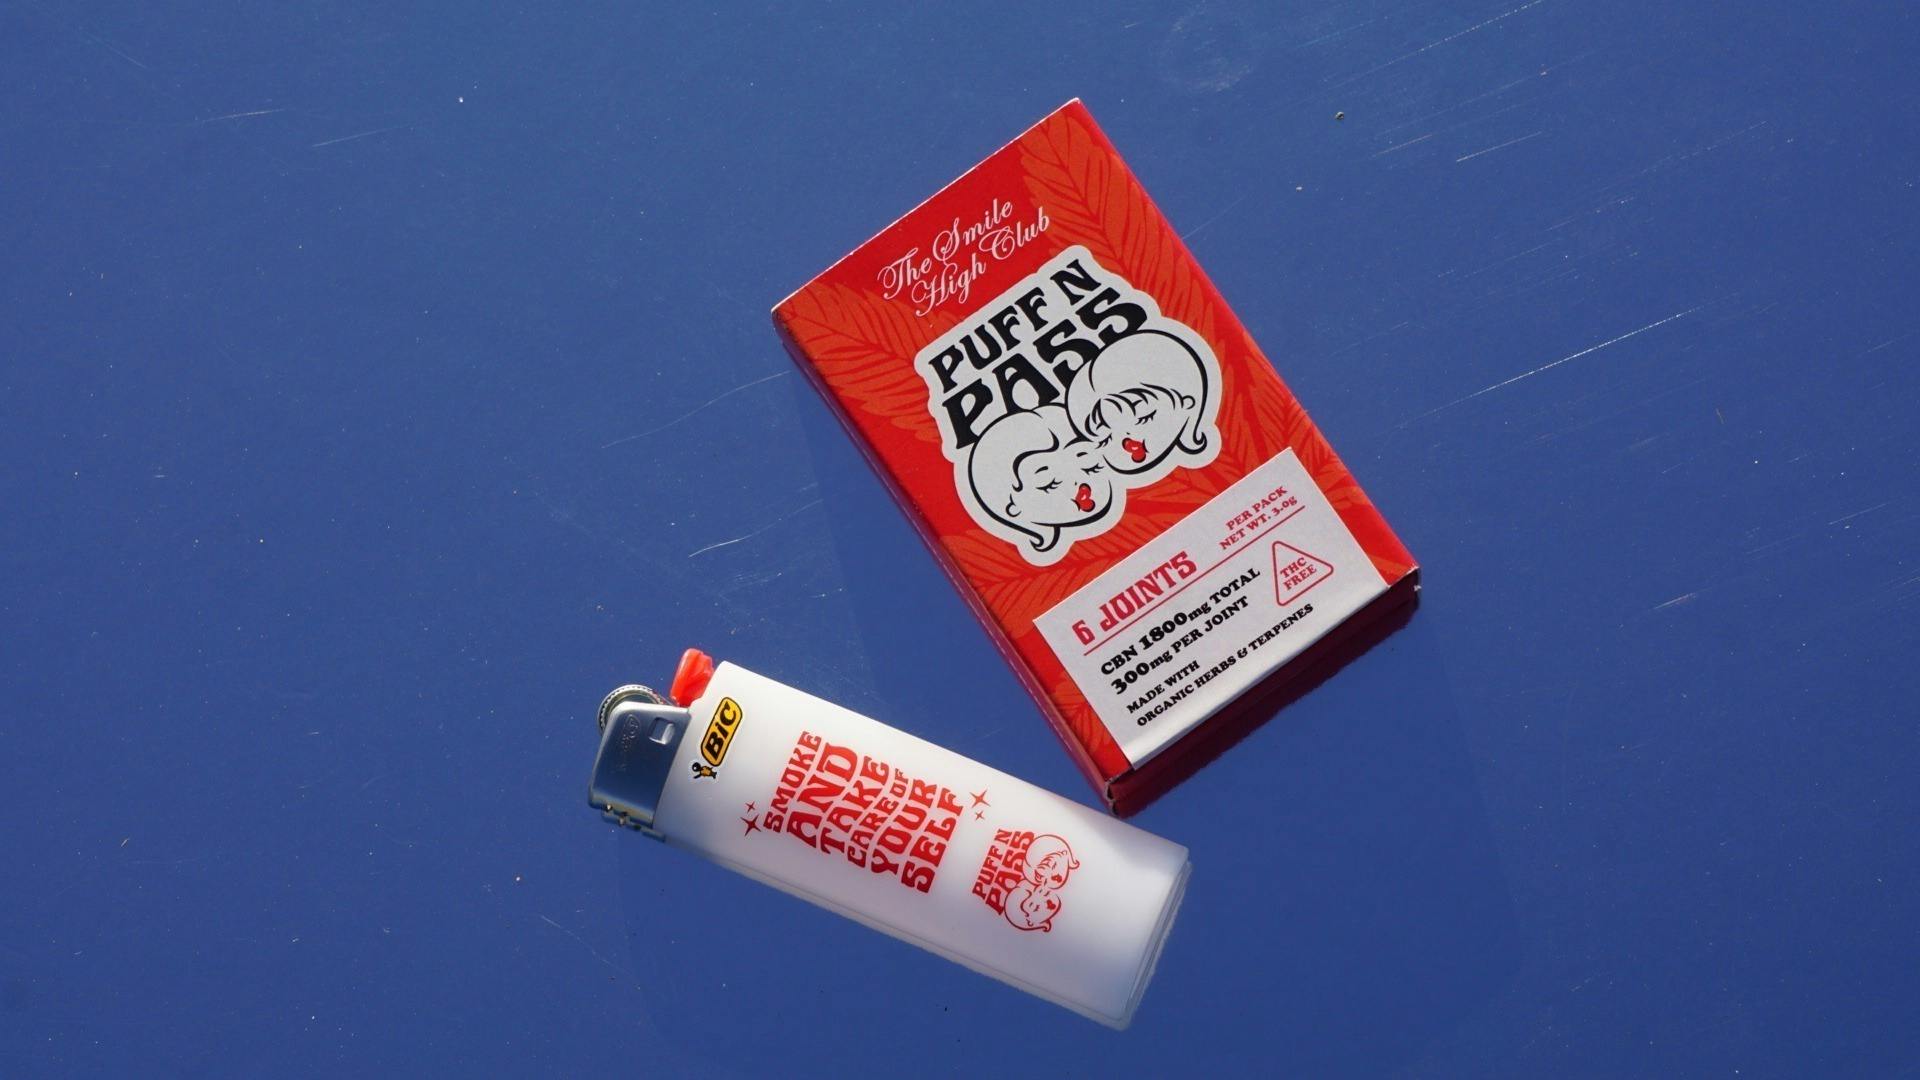 The Smile
High Club
PUFF N
PASS
6 JOINTS
PER PACK
NET WT. 3.0g
CBN 1800mg TOTAL
300mg PER JOINT
THC
FREE
MADE WITH
ORGANIC HERBS & TERPENES
BIC
SMOKE
AND
TAKE
CARE OF
YOUR
SELF
PUFF N
PASS